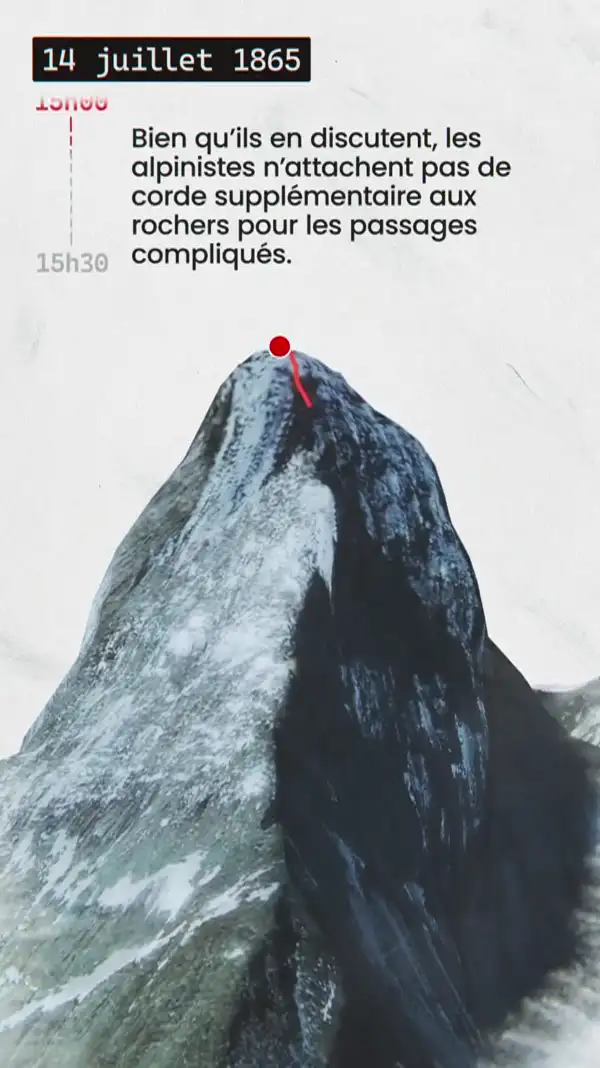 14 juillet 1865
15h00
Bien qu’ils en discutent, les
alpinistes n’attachent pas de
corde supplémentaire aux
rochers pour les passages
compliqués.
15h30